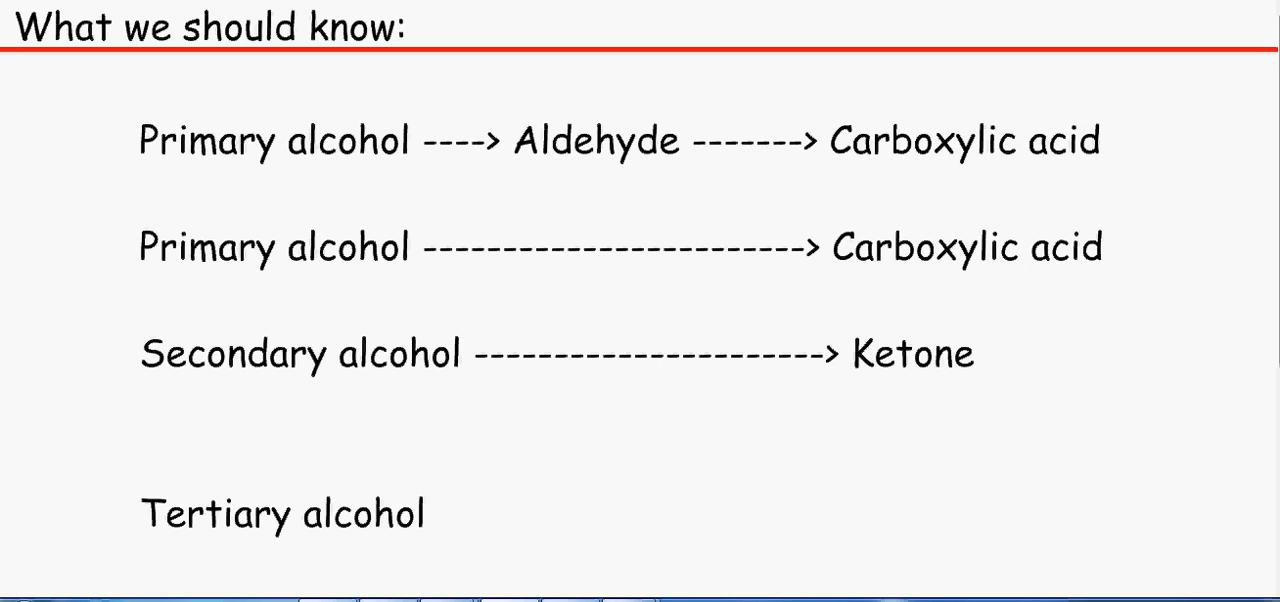 What we should know:
Primary alcohol ----> Aldehyde -------> Carboxylic acid
Primary alcohol ------------------------> Carboxylic acid
Secondary alcohol ----------------------> Ketone
Tertiary alcohol